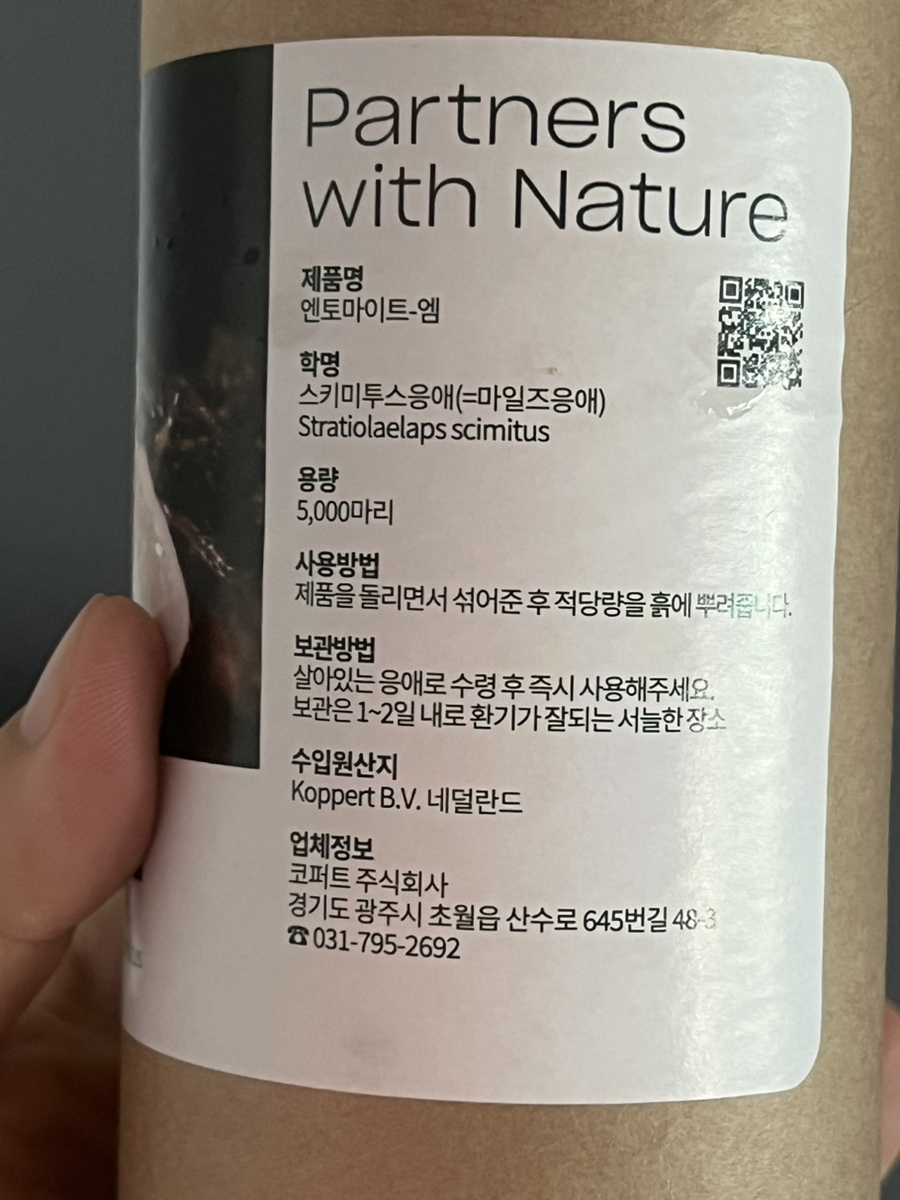 Partners
with Nature
제품명
엔토마이트-엠
학명
스키미투스응애(=마일즈응애)
Stratiolaelaps scimitus
용량
5,000마리
사용방법
제품을 돌리면서 섞어준 후 적당량을 흙에 뿌려줍니다.
보관방법
살아있는 응애로 수령 후 즉시 사용해주세요.
보관은 1~2일 내로 환기가 잘되는 서늘한 장소
수입원산지
Koppert B.V. 네덜란드
업체정보
코퍼트 주식회사
경기도 광주시 초월읍 산수로 645번길 48-3
☎ 031-795-2692